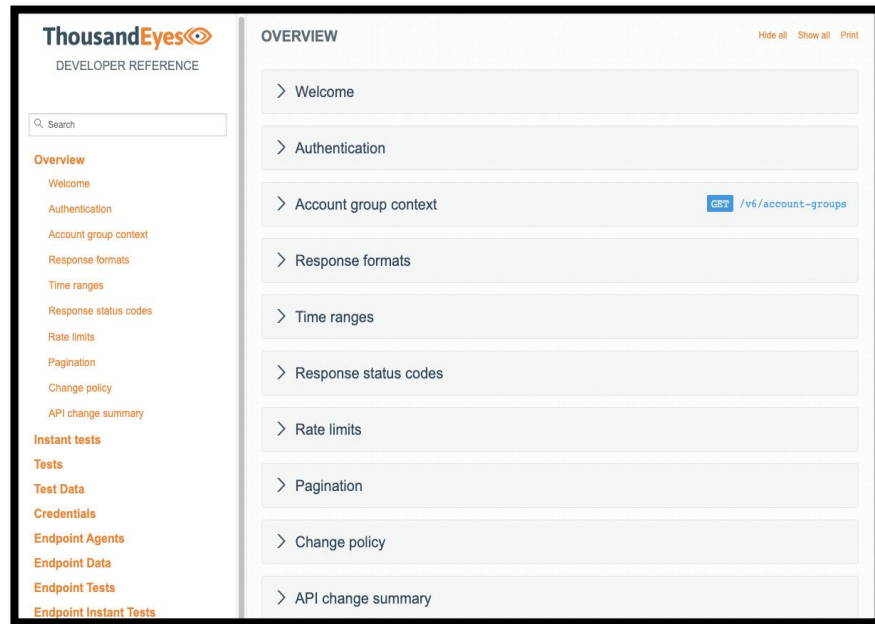 ThousandEyes
DEVELOPER REFERENCE
Search
Overview
Welcome
Authentication
Account group context
Response formats
Time ranges
Response status codes
Rate limits
Pagination
Change policy
API change summary
Instant tests
Tests
Test Data
Credentials
Endpoint Agents
Endpoint Data
Endpoint Tests
Endpoint Instant Tests
OVERVIEW
Hide all Show all Print
Welcome
Authentication
Account group context GET /v6/account-groups
Response formats
Time ranges
Response status codes
Rate limits
Pagination
Change policy
API change summary